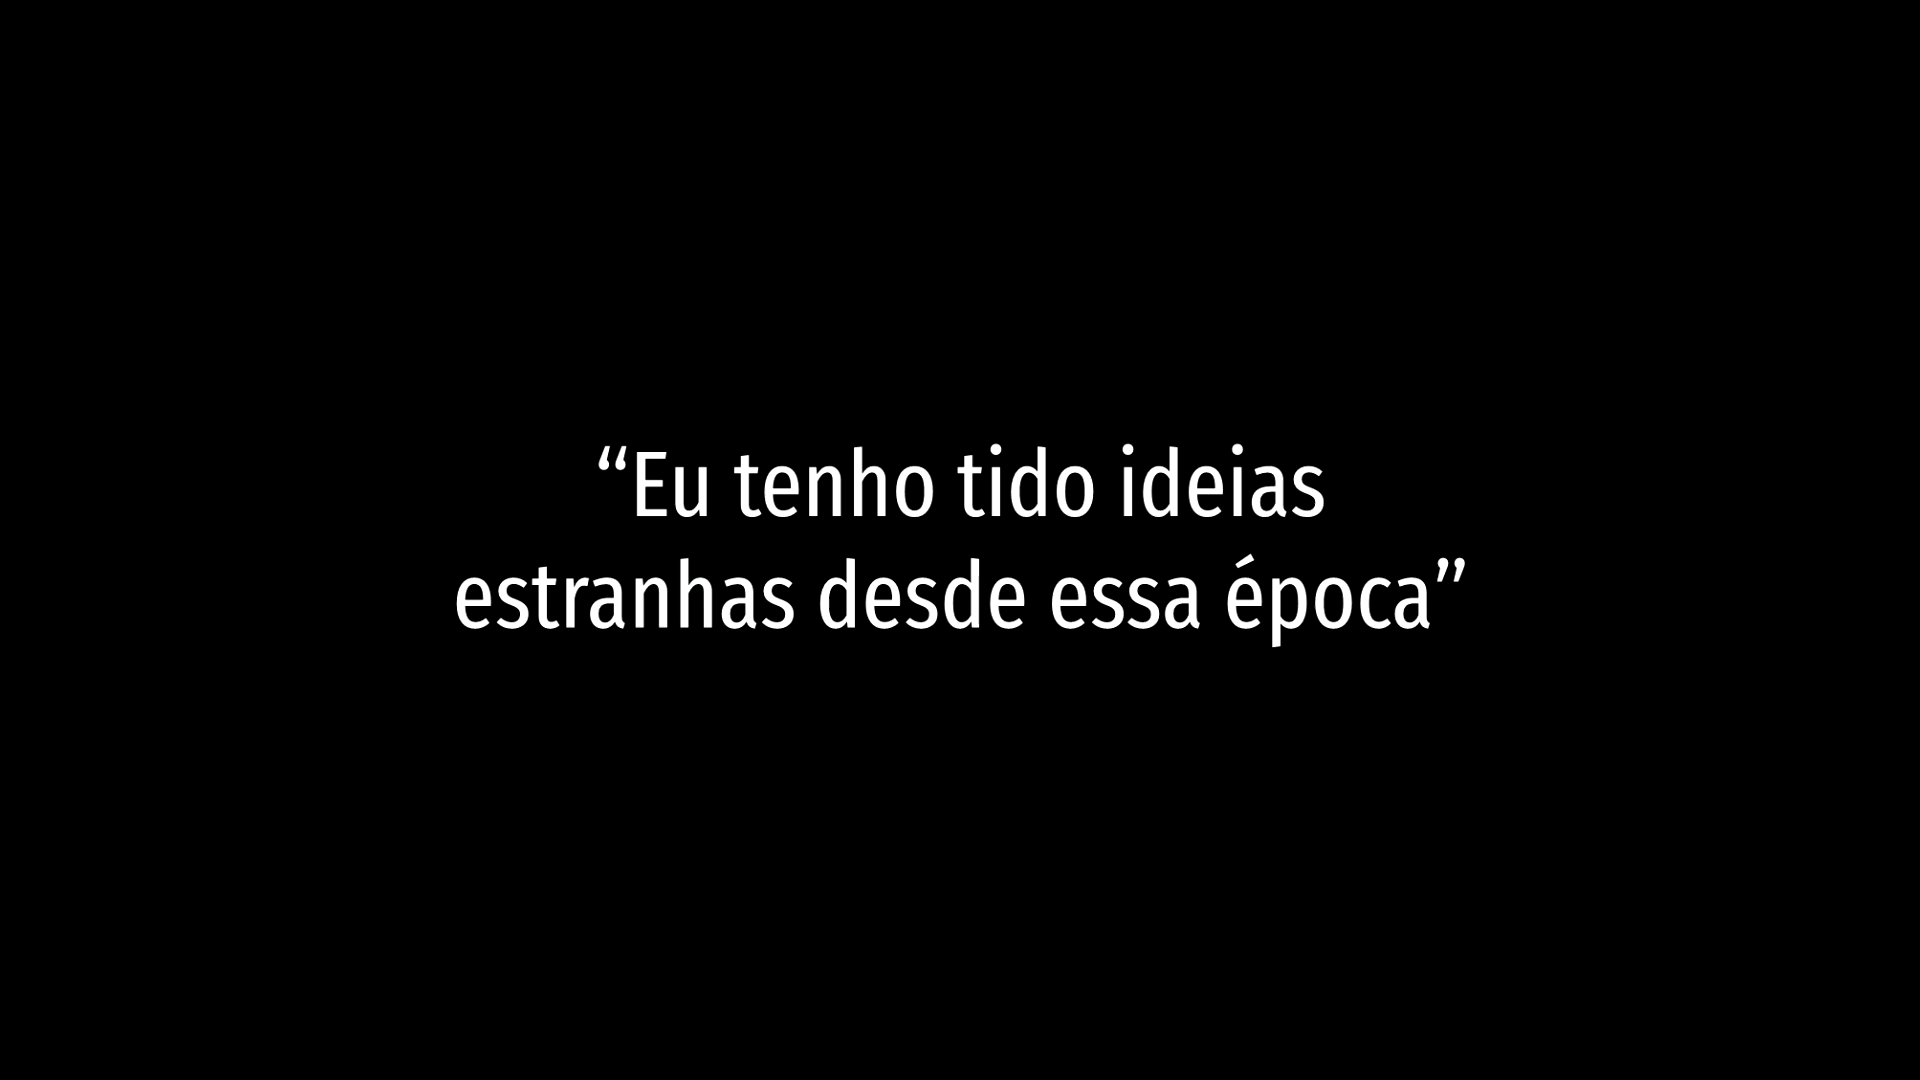 “Eu tenho tido ideias
estranhas desde essa época”